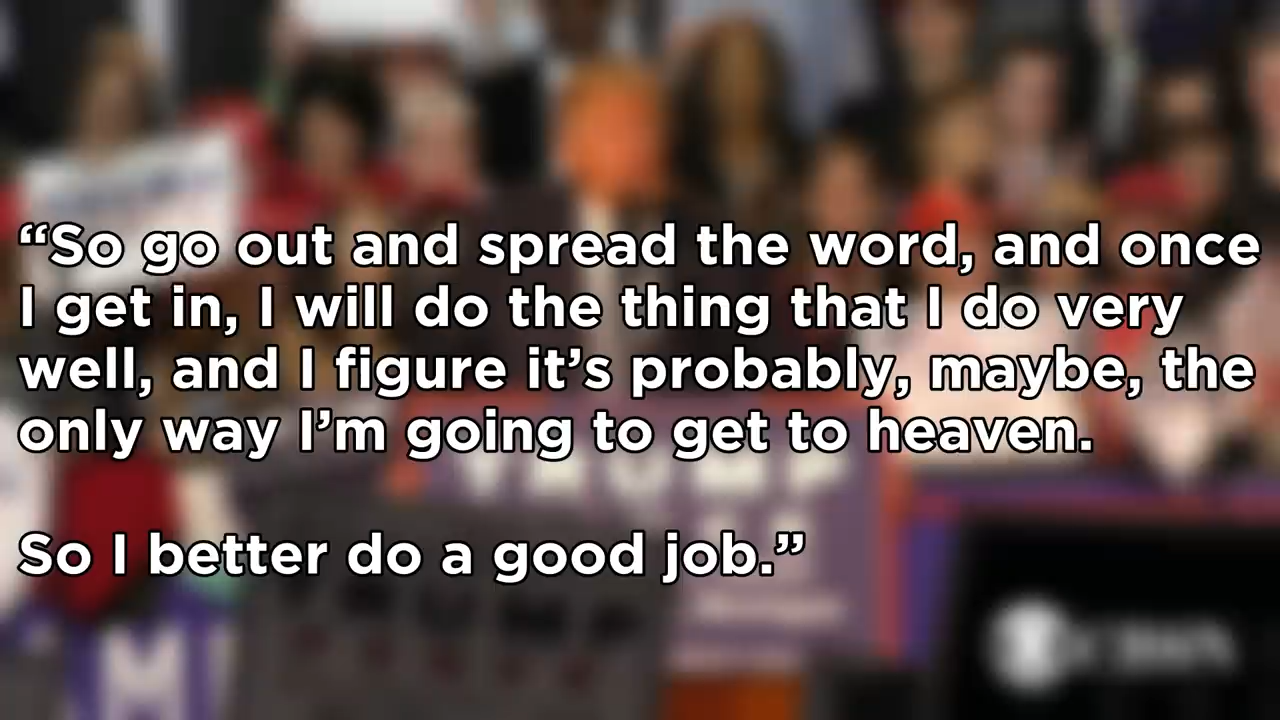 “So go out and spread the word, and once
I get in, I will do the thing that I do very
well, and I figure it’s probably, maybe, the
only way I’m going to get to heaven.
So I better do a good job.”
TRUMP